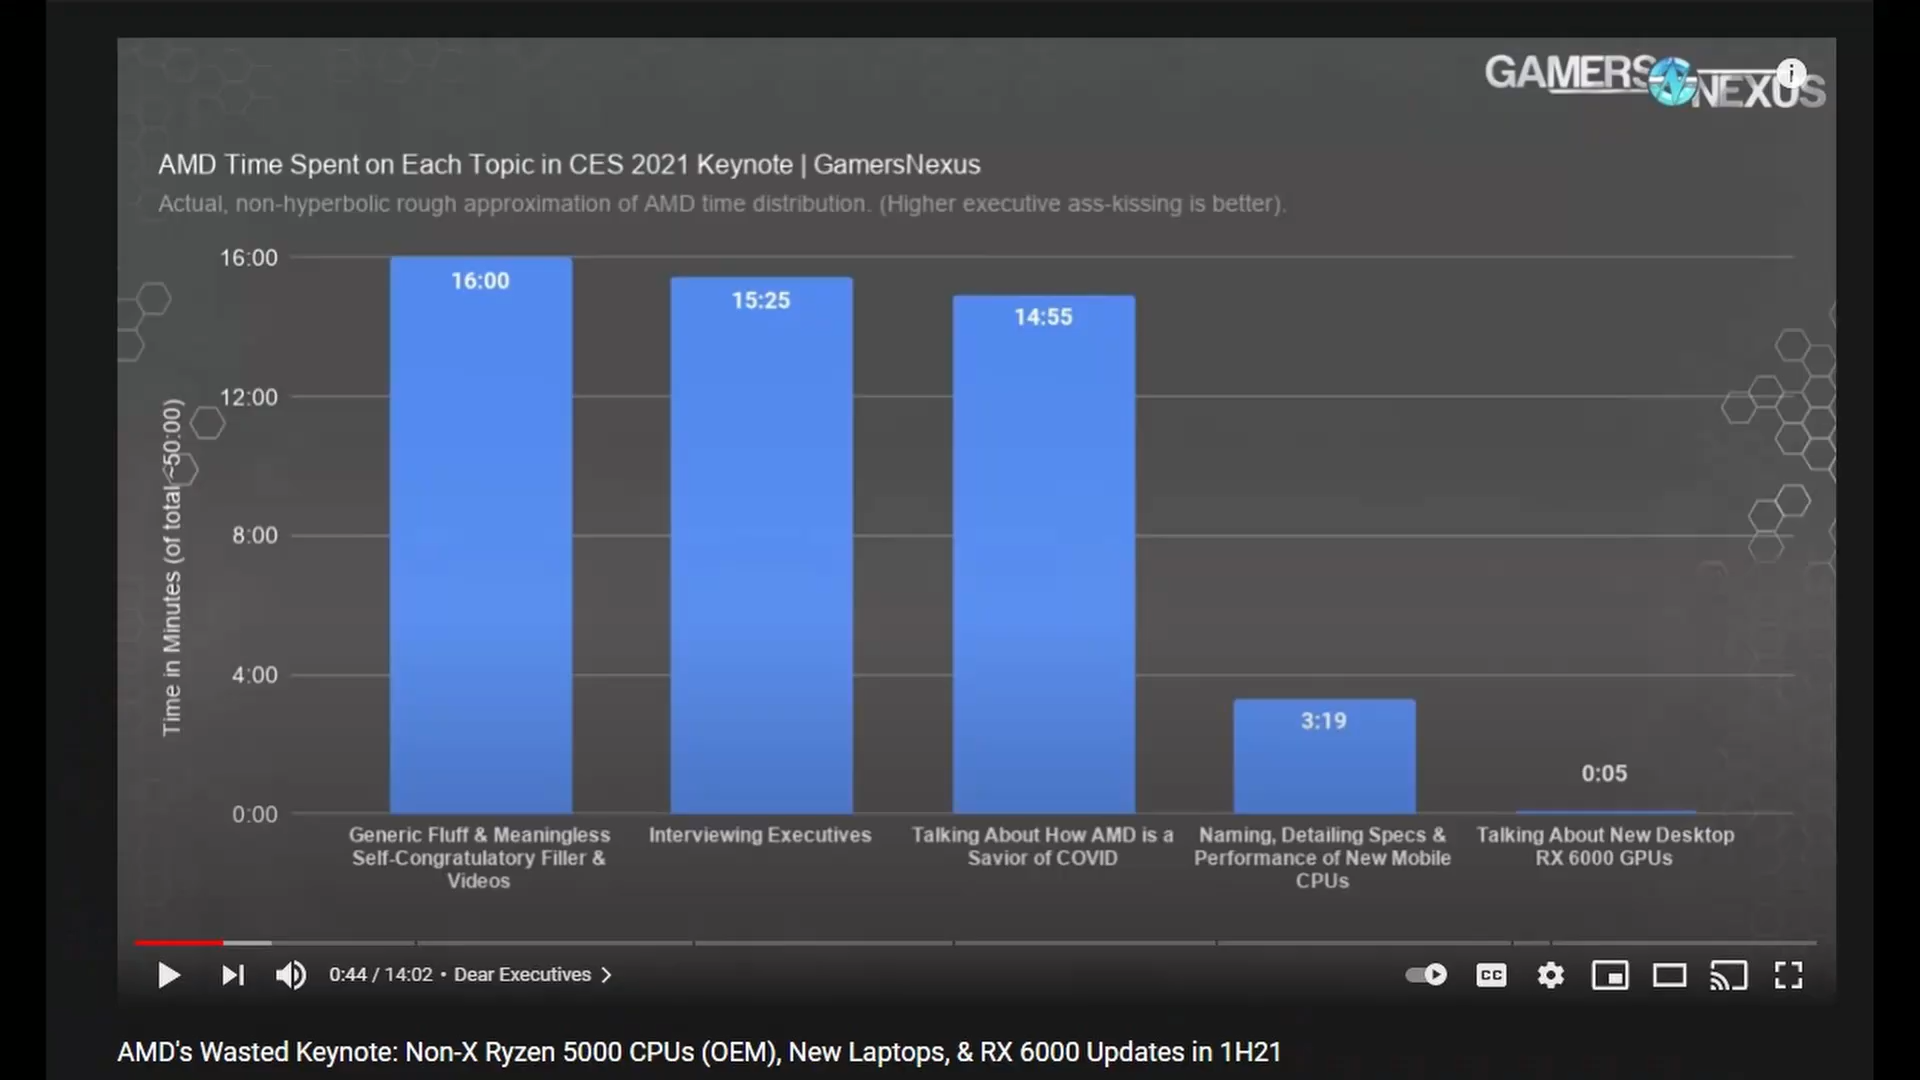 GAMERS NEXUS
AMD Time Spent on Each Topic in CES 2021 Keynote | GamersNexus
Actual, non-hyperbolic rough approximation of AMD time distribution. (Higher executive ass-kissing is better).
Time in Minutes (of total ~50:00)
16:00
12:00
8:00
4:00
0:00
16:00
15:25
14:55
3:19
0:05
Generic Fluff & Meaningless
Self-Congratulatory Filler &
Videos
Interviewing Executives
Talking About How AMD is a
Savior of COVID
Naming, Detailing Specs &
Performance of New Mobile
CPUs
Talking About New Desktop
RX 6000 GPUs
0:44 / 14:02 • Dear Executives
CC
AMD's Wasted Keynote: Non-X Ryzen 5000 CPUs (OEM), New Laptops, & RX 6000 Updates in 1H21